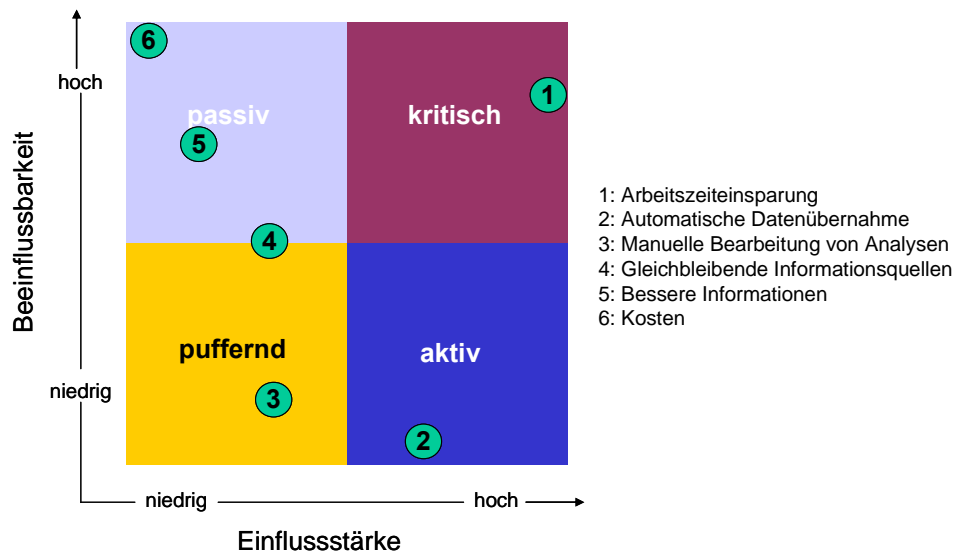 6
hoch
1
passiv
kritisch
5
Beeinflussbarkeit
1: Arbeitszeiteinsparung
2: Automatische Datenübernahme
3: Manuelle Bearbeitung von Analysen
4: Gleichbleibende Informationsquellen
5: Bessere Informationen
6: Kosten
4
puffernd
aktiv
niedrig
3
2
niedrig
hoch
Einflussstärke